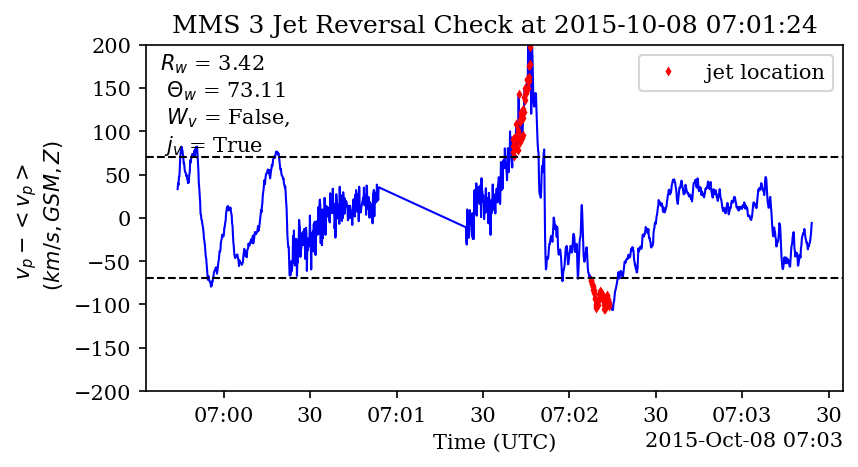 MMS 3 Jet Reversal Check at 2015-10-08 07:01:24
R_w = 3.42
Θ_w = 73.11
W_v = False,
j_v = True
jet location
200
150
100
50
0
−50
−100
−150
−200
v_p − < v_p >
(km/s, GSM, Z)
07:00 30 07:01 30 07:02 30 07:03 30
Time (UTC)
2015-Oct-08 07:03